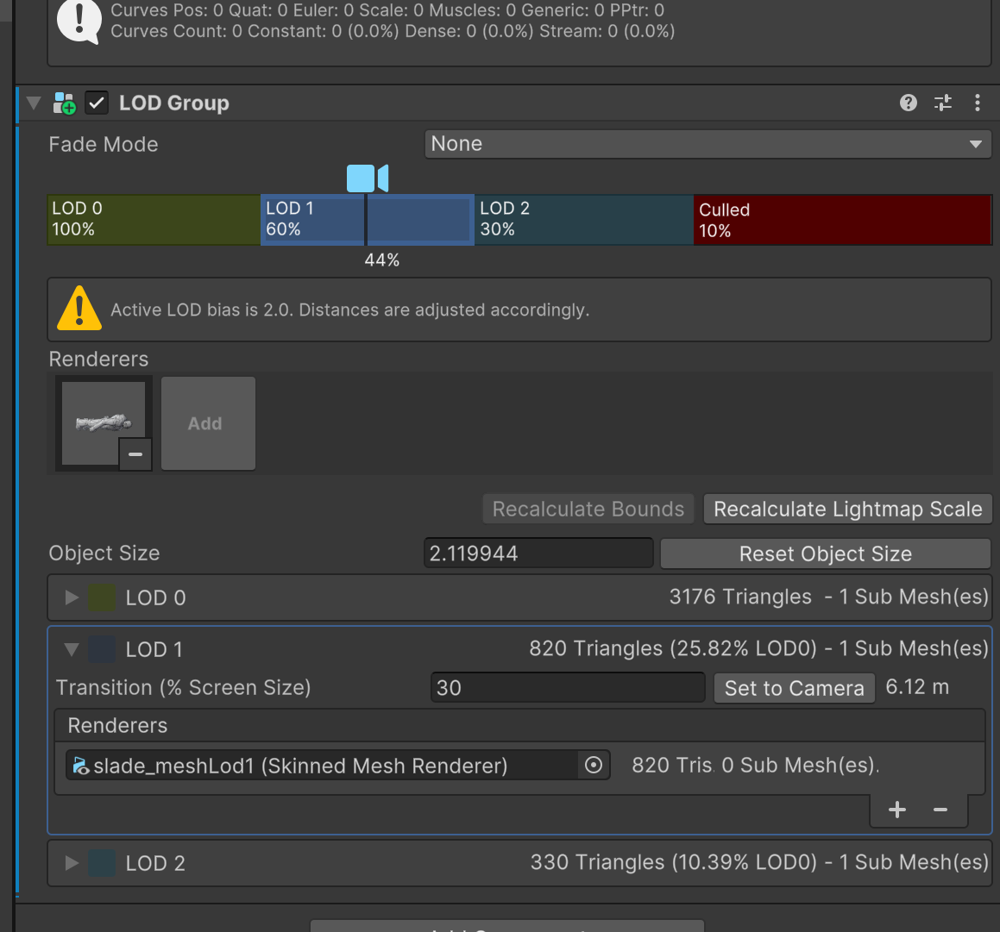 Curves Pos: 0 Quat: 0 Euler: 0 Scale: 0 Muscles: 0 Generic: 0 PPtr: 0
Curves Count: 0 Constant: 0 (0.0%) Dense: 0 (0.0%) Stream: 0 (0.0%)
LOD Group
Fade Mode None
LOD 0 LOD 1 LOD 2 Culled
100% 60% 30% 10%
44%
Active LOD bias is 2.0. Distances are adjusted accordingly.
Renderers
Add
Recalculate Bounds Recalculate Lightmap Scale
Object Size 2.119944 Reset Object Size
LOD 0 3176 Triangles - 1 Sub Mesh(es)
LOD 1 820 Triangles (25.82% LOD0) - 1 Sub Mesh(es)
Transition (% Screen Size) 30 Set to Camera 6.12 m
Renderers
slade_meshLod1 (Skinned Mesh Renderer) 820 Tris. 0 Sub Mesh(es).
LOD 2 330 Triangles (10.39% LOD0) - 1 Sub Mesh(es)